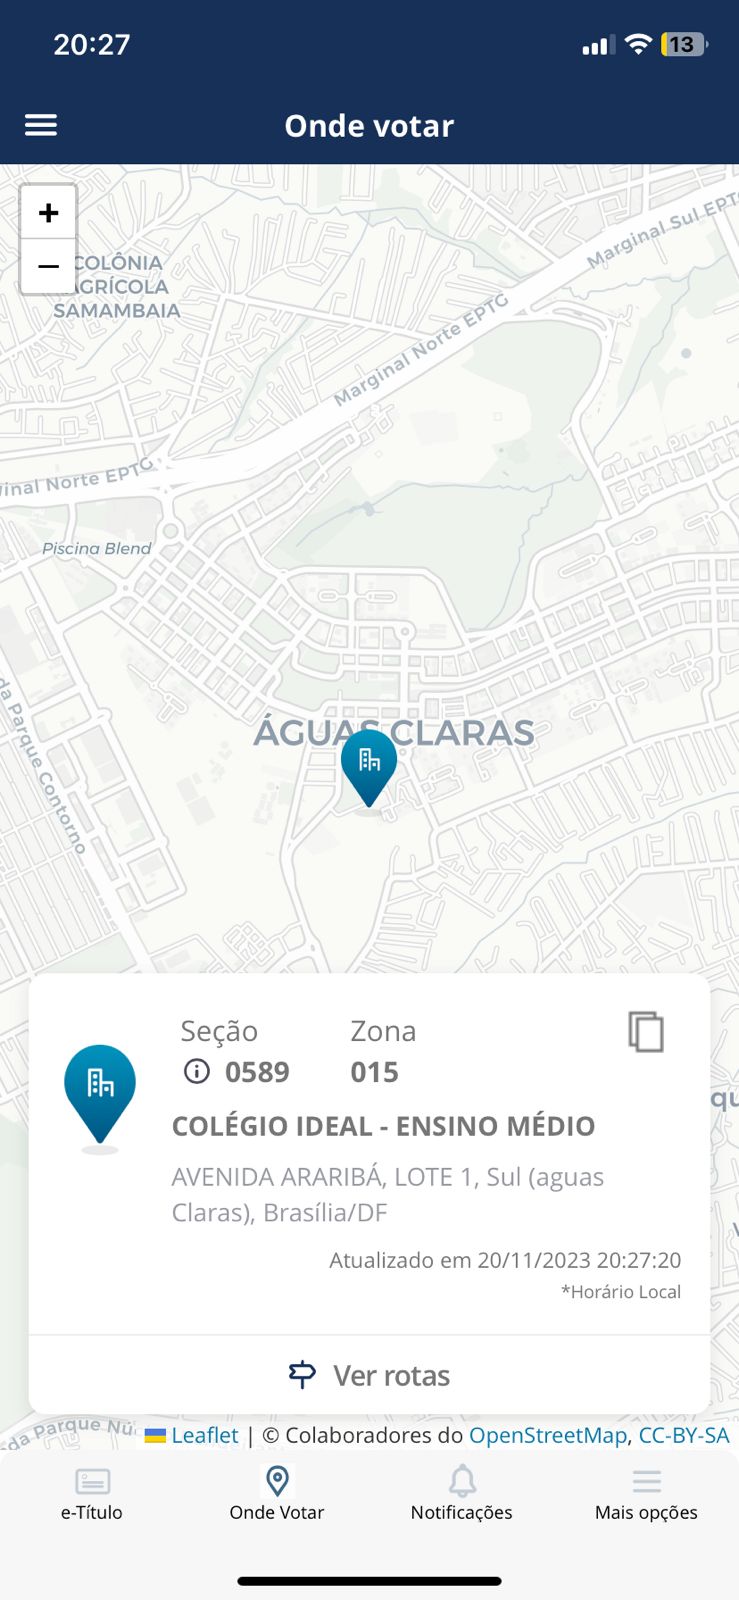 20:27
13
Onde votar
+
Marginal Sul EPT
−
COLÔNIA
AGRÍCOLA
SAMAMBAIA
Marginal Norte EPTG
inal Norte EPTG
Piscina Blend
da Parque Contorno
ÁGUAS CLARAS
Seção
Zona
0589
015
COLÉGIO IDEAL - ENSINO MÉDIO
AVENIDA ARARIBÁ, LOTE 1, Sul (aguas
Claras), Brasília/DF
Atualizado em 20/11/2023 20:27:20
*Horário Local
Ver rotas
da Parque Nú
Leaflet | © Colaboradores do OpenStreetMap, CC-BY-SA
e-Título
Onde Votar
Notificações
Mais opções